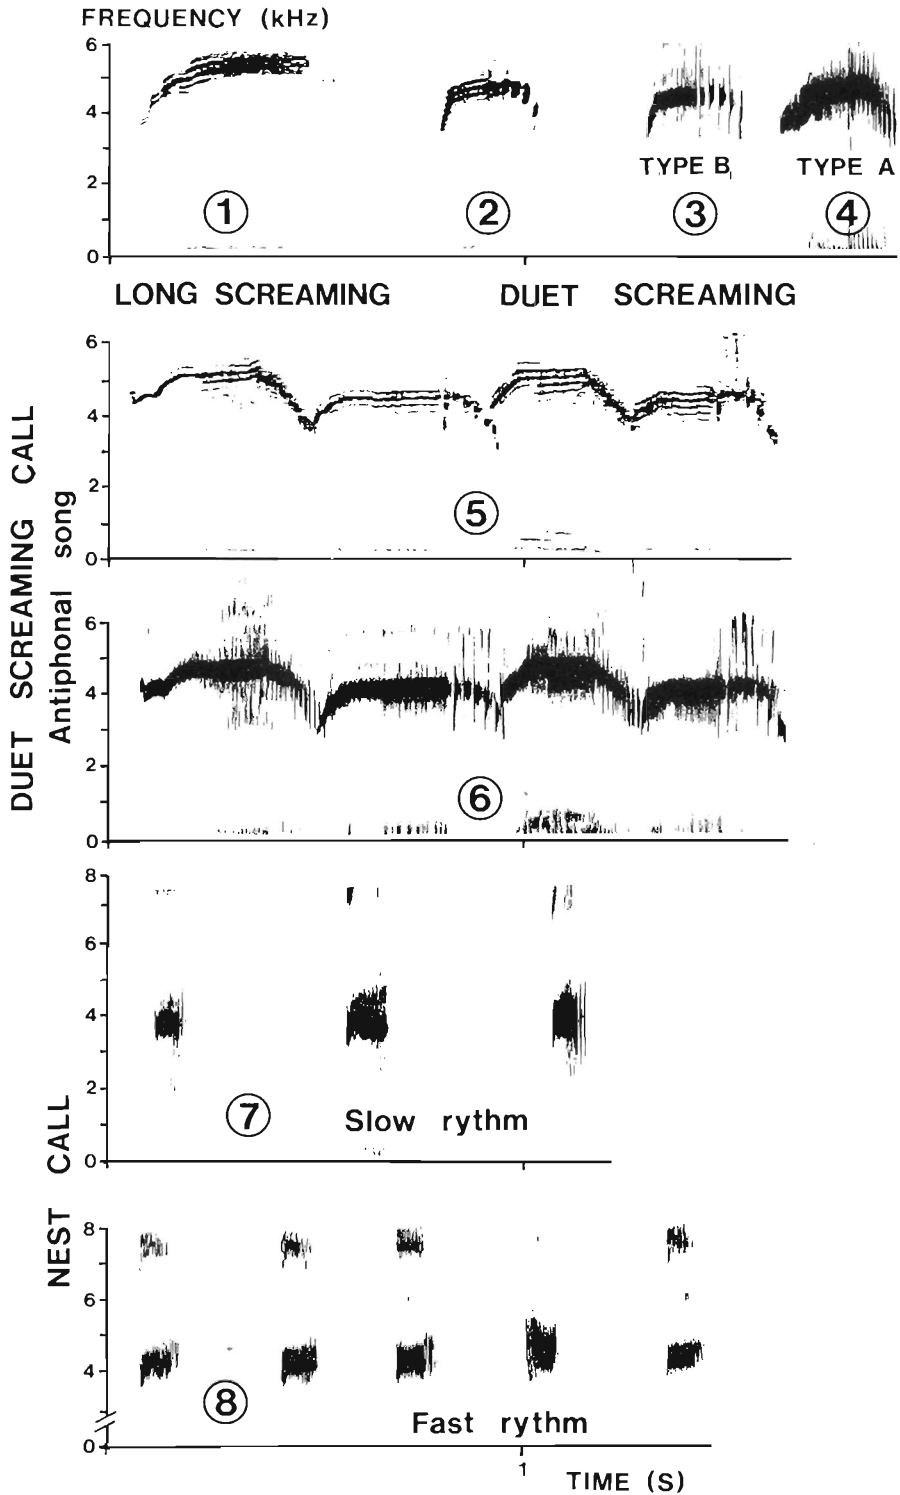 FREQUENCY (kHz)
6
4
2
0
TYPE B
TYPE A
1
2
3
4
LONG SCREAMING
DUET SCREAMING
DUET SCREAMING CALL
Antiphonal song
6
4
2
0
5
6
4
2
0
6
NEST CALL
8
6
4
2
0
7
Slow rythm
8
6
4
0
8
Fast rythm
1
TIME (S)